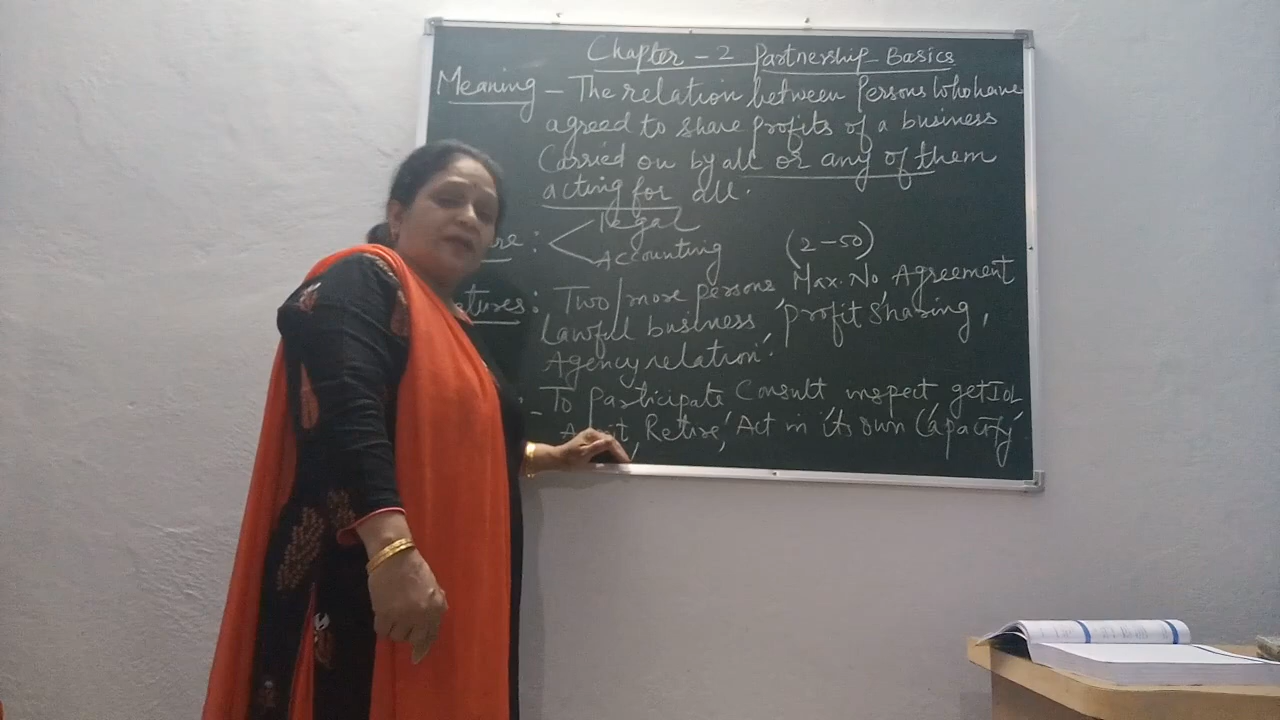 Chapter - 2 Partnership Basics
Meaning - The relation between Persons who have
agreed to share profits of a business
Carried on by all or any of them
acting for all.
: Legal
Accounting (2-50)
: Two/more persons, Max. No, Agreement
Lawful business, profit sharing,
Agency relation.
: - To Participate, Consult, inspect, get IOL
Retire, Act in its own Capacity